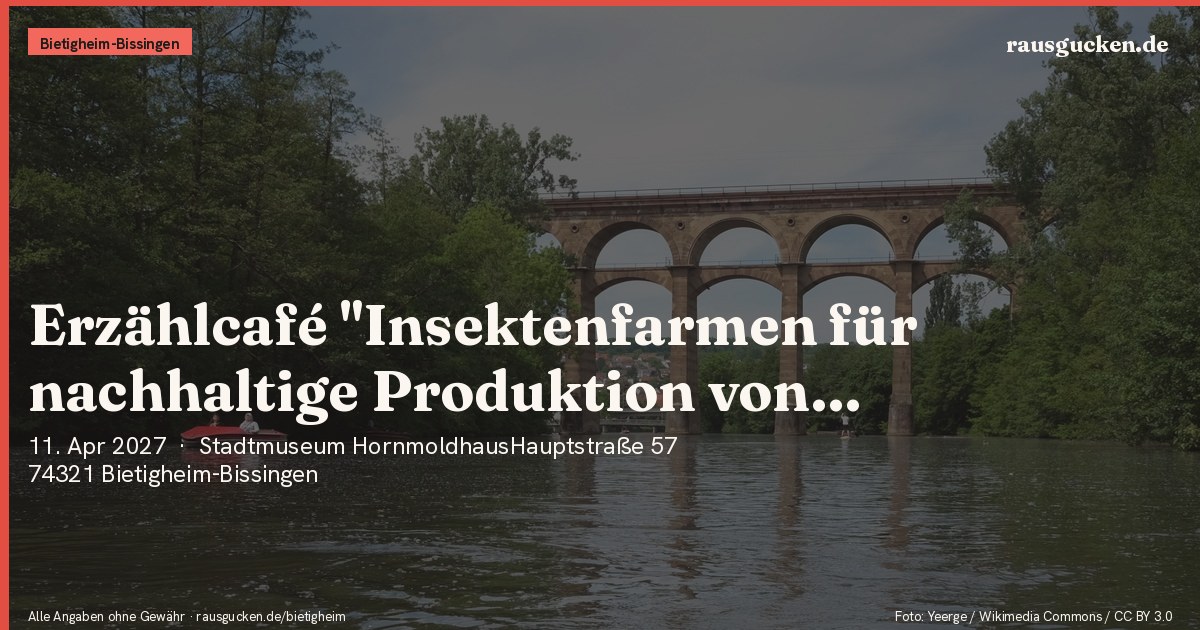 Bietigheim-Bissingen
rausgucken.de
Erzählcafé "Insektenfarmen für
nachhaltige Produktion von...
11. Apr 2027 · Stadtmuseum HornmoldhausHauptstraße 57
74321 Bietigheim-Bissingen
Alle Angaben ohne Gewähr · rausgucken.de/bietigheim
Foto: Yeerge / Wikimedia Commons / CC BY 3.0